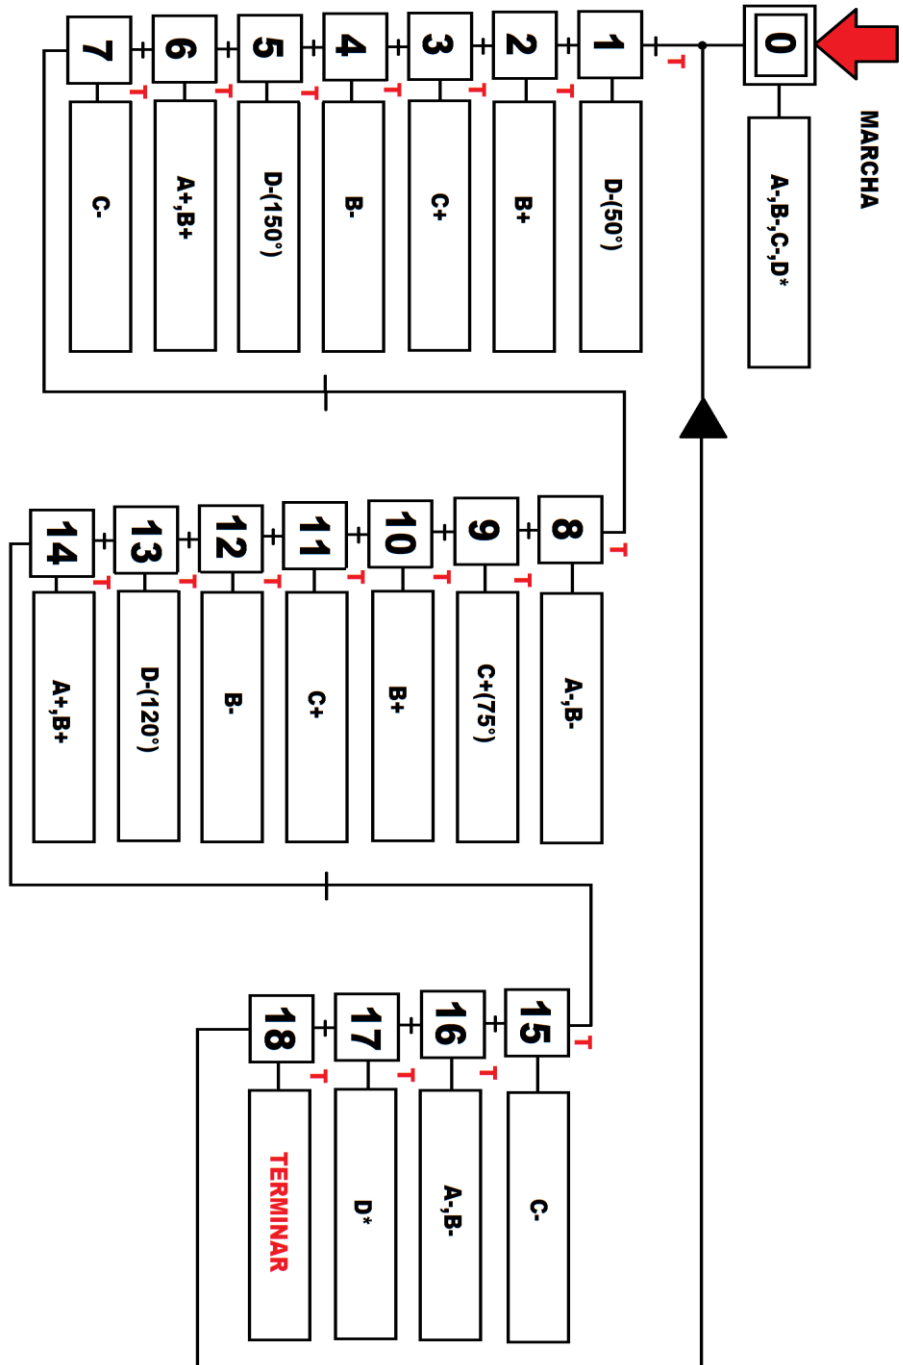 MARCHA
0
A-,B-,C-,D*
T
1
D-(50°)
T
2
B+
T
3
C+
T
4
B-
T
5
D-(150°)
T
6
A+,B+
T
7
C-
T
8
A-,B-
T
9
C+(75°)
T
10
B+
T
11
C+
T
12
B-
T
13
D-(120°)
T
14
A+,B+
T
15
C-
T
16
A-,B-
T
17
D*
T
18
TERMINAR